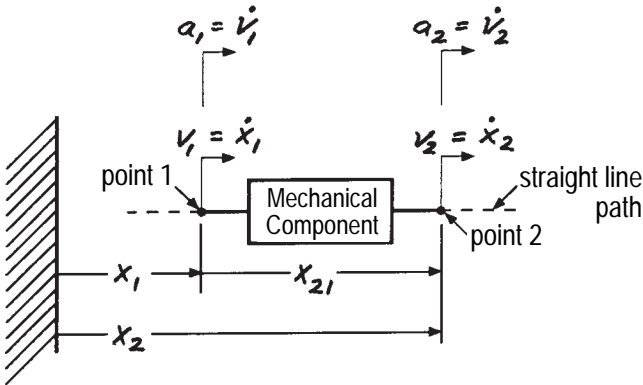 a₁ = v̇₁
a₂ = v̇₂
v₁ = ẋ₁
v₂ = ẋ₂
point 1
Mechanical
Component
straight line
path
point 2
x₁
x₂₁
x₂